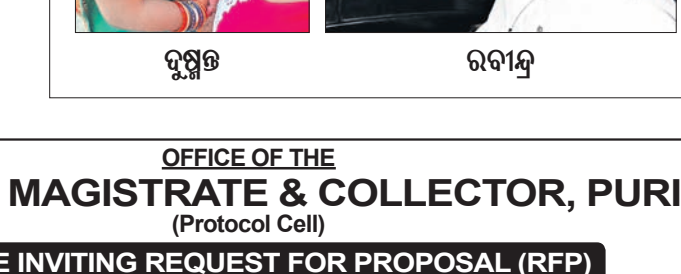 ଦୁଷ୍ମନ୍ତ ରବୀନ୍ଦ୍ର
OFFICE OF THE
MAGISTRATE & COLLECTOR, PURI
(Protocol Cell)
INVITING REQUEST FOR PROPOSAL (RFP)